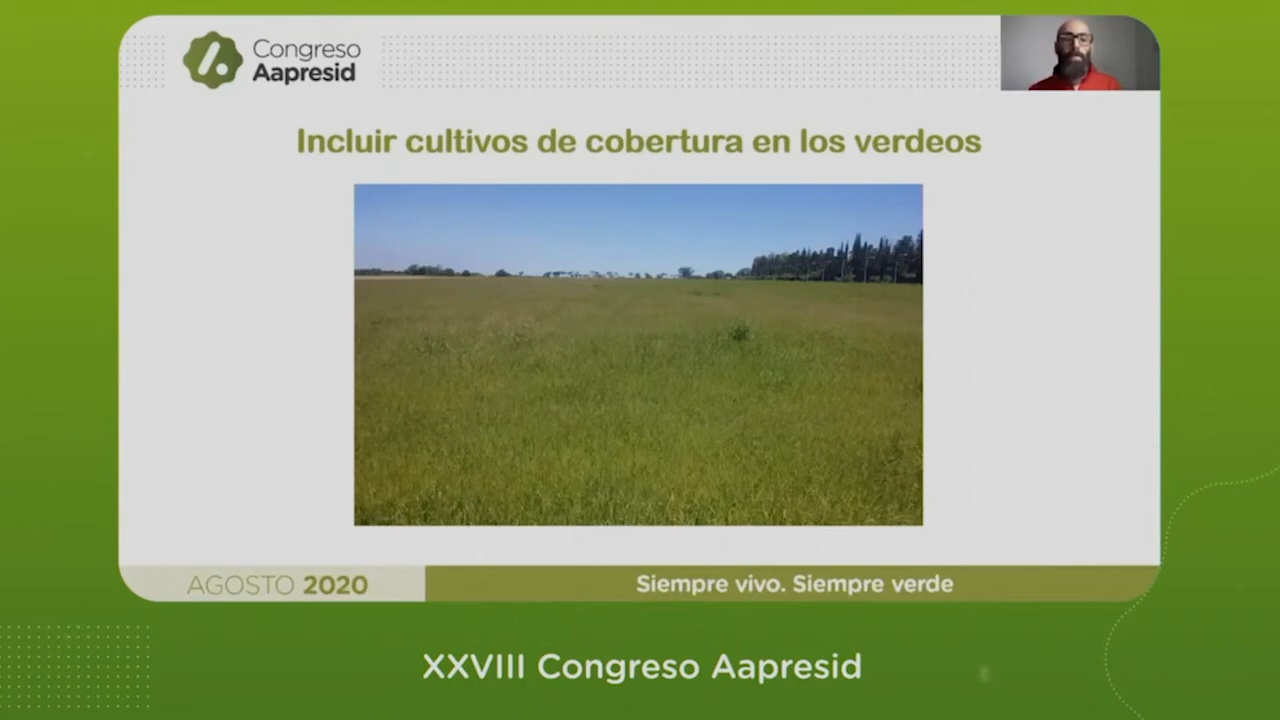 Congreso
Aapresid
Incluir cultivos de cobertura en los verdeos
AGOSTO 2020
Siempre vivo. Siempre verde
XXVIII Congreso Aapresid